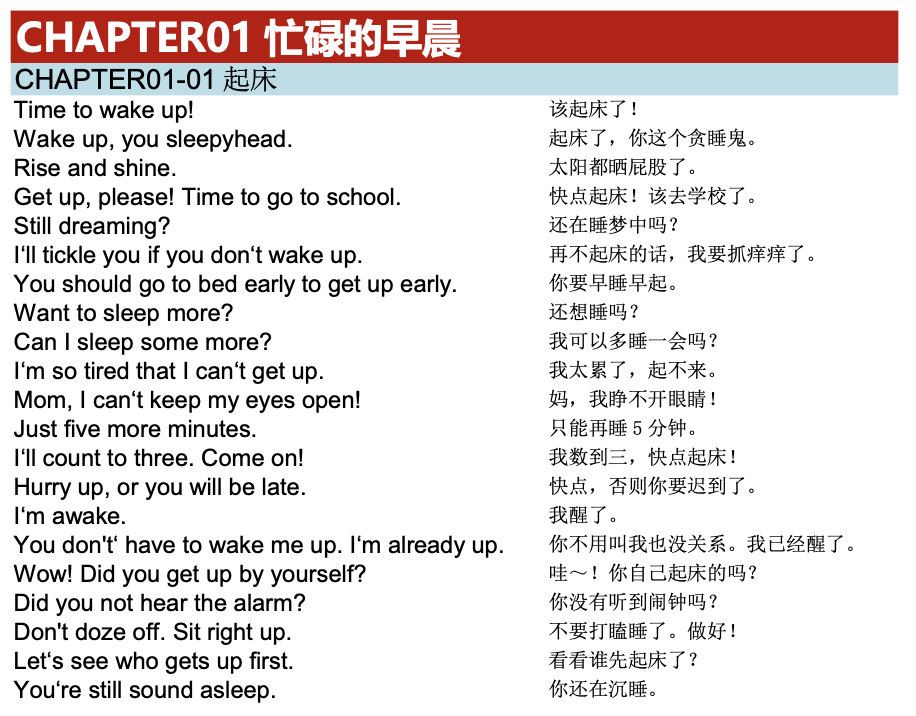 CHAPTER01 忙碌的早晨
CHAPTER01-01 起床
Time to wake up! 该起床了！
Wake up, you sleepyhead. 起床了，你这个贪睡鬼。
Rise and shine. 太阳都晒屁股了。
Get up, please! Time to go to school. 快点起床！该去学校了。
Still dreaming? 还在睡梦中吗？
I‘ll tickle you if you don‘t wake up. 再不起床的话，我要抓痒痒了。
You should go to bed early to get up early. 你要早睡早起。
Want to sleep more? 还想睡吗？
Can I sleep some more? 我可以多睡一会吗？
I‘m so tired that I can‘t get up. 我太累了，起不来。
Mom, I can‘t keep my eyes open! 妈，我睁不开眼睛！
Just five more minutes. 只能再睡 5 分钟。
I‘ll count to three. Come on! 我数到三，快点起床！
Hurry up, or you will be late. 快点，否则你要迟到了。
I‘m awake. 我醒了。
You don't‘ have to wake me up. I‘m already up. 你不用叫我也没关系。我已经醒了。
Wow! Did you get up by yourself? 哇～！你自己起床的吗？
Did you not hear the alarm? 你没有听到闹钟吗？
Don't doze off. Sit right up. 不要打瞌睡了。做好！
Let‘s see who gets up first. 看看谁先起床了？
You‘re still sound asleep. 你还在沉睡。